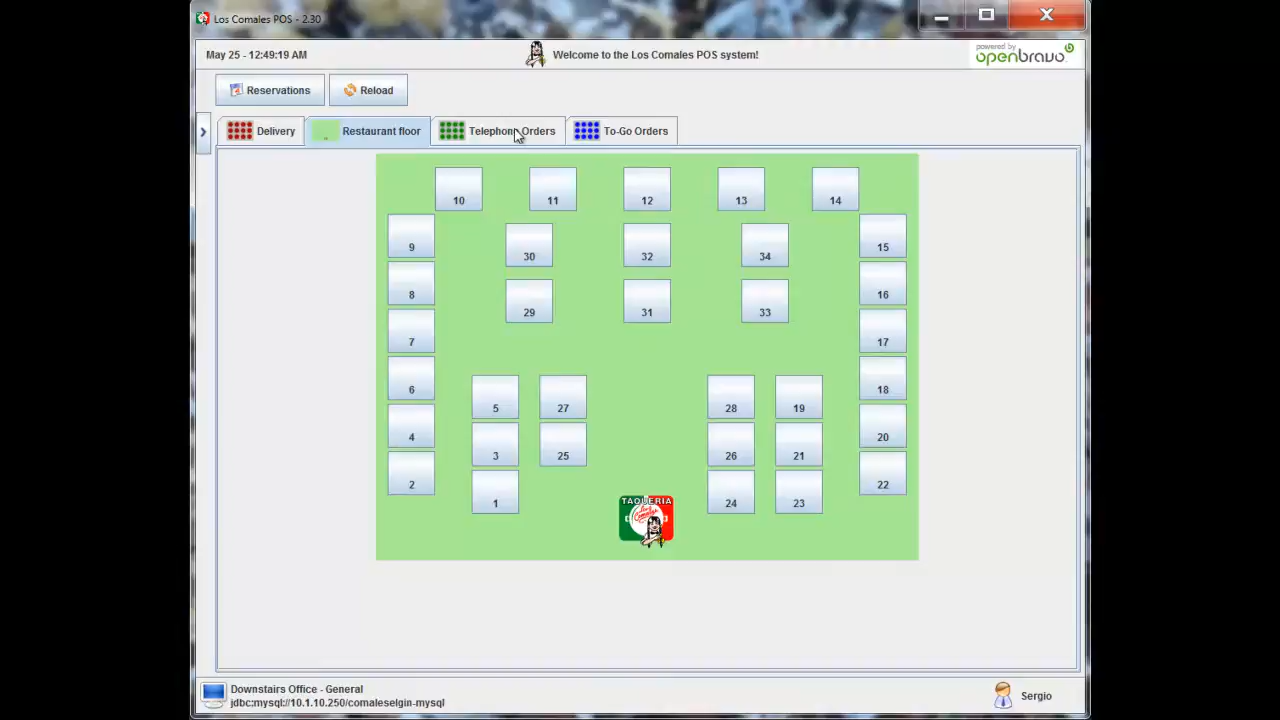 Los Comales POS - 2.30
May 25 - 12:49:19 AM
Welcome to the Los Comales POS system!
powered by
openbravo
Reservations
Reload
Delivery
Restaurant floor
Telephone Orders
To-Go Orders
10 11 12 13 14
9 30 32 34 15
8 29 31 33 16
7 17
6 18
5 27 28 19
4 20
3 25 26 21
2 22
1 24 23
TAQUERIA
Los Comales
Downstairs Office - General
jdbc:mysql://10.1.10.250/comaleselgin-mysql
Sergio